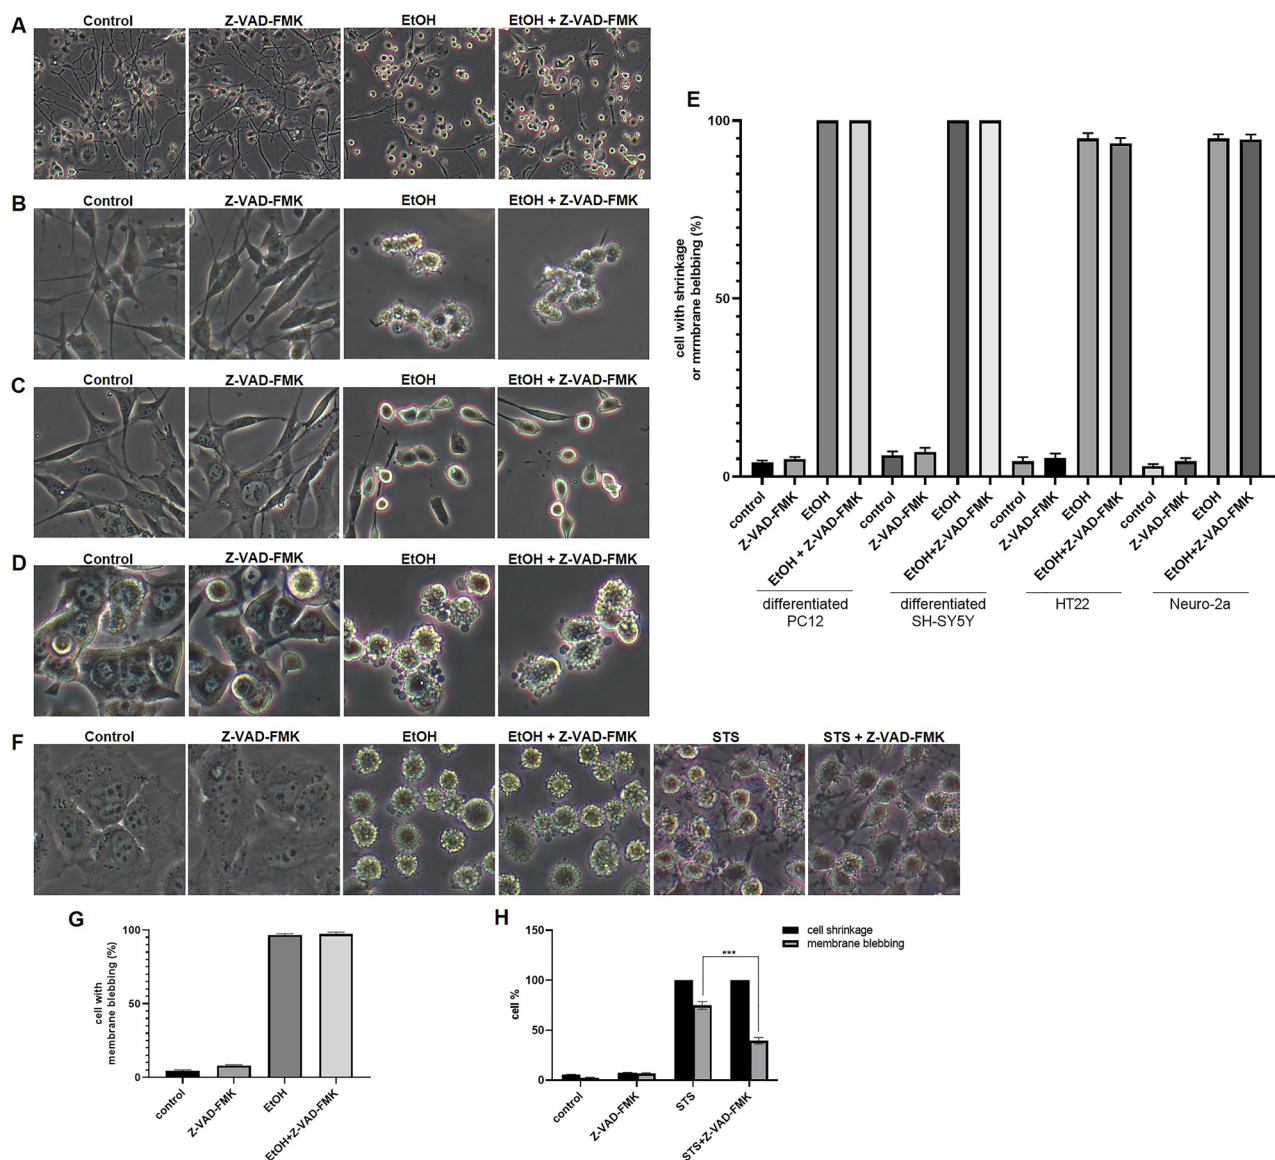 A
Control
Z-VAD-FMK
EtOH
EtOH + Z-VAD-FMK
B
Control
Z-VAD-FMK
EtOH
EtOH + Z-VAD-FMK
C
Control
Z-VAD-FMK
EtOH
EtOH + Z-VAD-FMK
D
Control
Z-VAD-FMK
EtOH
EtOH + Z-VAD-FMK
E
cell with shrinkage
or mrmbrane belbbing (%)
100
50
0
control
Z-VAD-FMK
EtOH
EtOH + Z-VAD-FMK
control
Z-VAD-FMK
EtOH
EtOH+Z-VAD-FMK
control
Z-VAD-FMK
EtOH
EtOH+Z-VAD-FMK
control
Z-VAD-FMK
EtOH
EtOH+Z-VAD-FMK
differentiated
PC12
differentiated
SH-SY5Y
HT22
Neuro-2a
F
Control
Z-VAD-FMK
EtOH
EtOH + Z-VAD-FMK
STS
STS + Z-VAD-FMK
G
cell with
membrane blebbing (%)
100
50
0
control
Z-VAD-FMK
EtOH
EtOH+Z-VAD-FMK
H
cell %
150
100
50
0
***
cell shrinkage
membrane blebbing
control
Z-VAD-FMK
STS
STS+Z-VAD-FMK